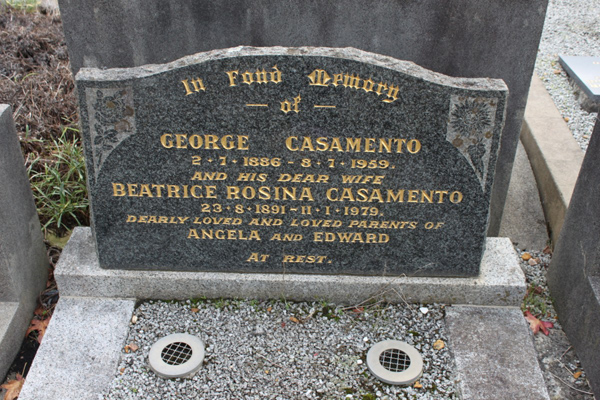 In Fond Memory
— of —
GEORGE CASAMENTO
2·7·1886 – 8·7·1959.
AND HIS DEAR WIFE
BEATRICE ROSINA CASAMENTO
23·8·1891–11·1·1979.
DEARLY LOVED AND LOVED PARENTS OF
ANGELA AND EDWARD
AT REST.